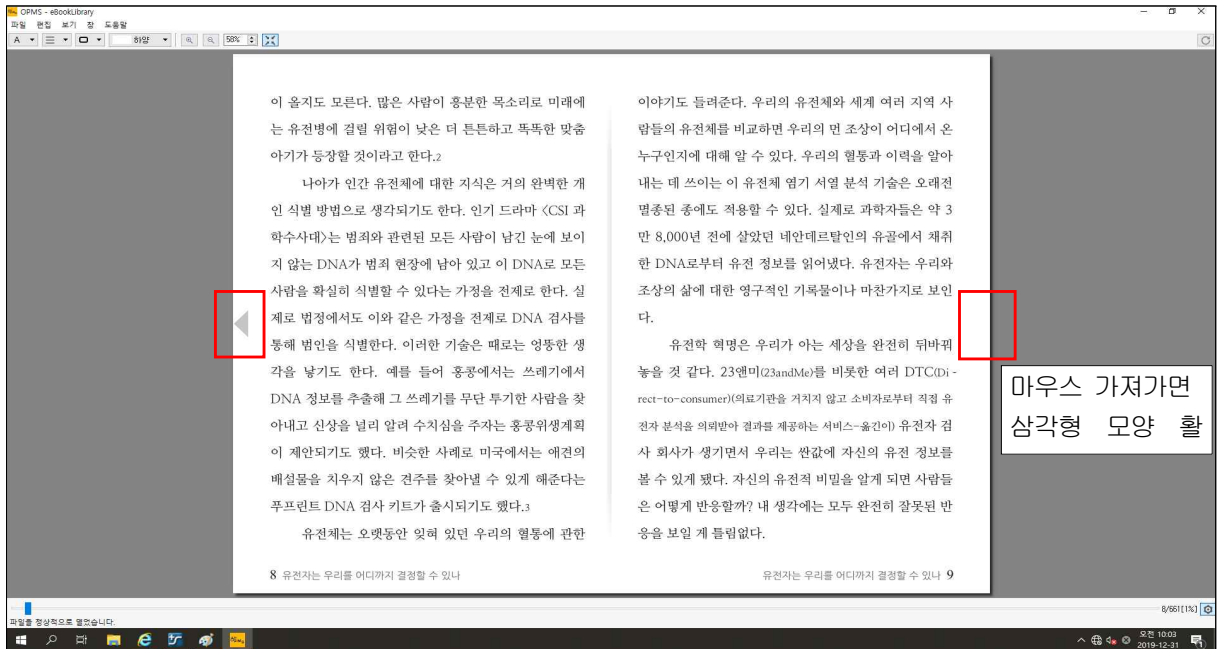 OPMS - eBookLibrary
파일 편집 보기 창 도움말
A 하양 58%
이 올지도 모른다. 많은 사람이 흥분한 목소리로 미래에
는 유전병에 걸릴 위험이 낮은 더 튼튼하고 똑똑한 맞춤
아기가 등장할 것이라고 한다.2
나아가 인간 유전체에 대한 지식은 거의 완벽한 개
인 식별 방법으로 생각되기도 한다. 인기 드라마 〈CSI 과
학수사대〉는 범죄와 관련된 모든 사람이 남긴 눈에 보이
지 않는 DNA가 범죄 현장에 남아 있고 이 DNA로 모든
사람을 확실히 식별할 수 있다는 가정을 전제로 한다. 실
제로 법정에서도 이와 같은 가정을 전제로 DNA 검사를
통해 범인을 식별한다. 이러한 기술은 때로는 엉뚱한 생
각을 낳기도 한다. 예를 들어 홍콩에서는 쓰레기에서
DNA 정보를 추출해 그 쓰레기를 무단 투기한 사람을 찾
아내고 신상을 널리 알려 수치심을 주자는 홍콩위생계획
이 제안되기도 했다. 비슷한 사례로 미국에서는 애견의
배설물을 치우지 않은 견주를 찾아낼 수 있게 해준다는
푸프린트 DNA 검사 키트가 출시되기도 했다.3
유전체는 오랫동안 잊혀 있던 우리의 혈통에 관한
8 유전자는 우리를 어디까지 결정할 수 있나
이야기도 들려준다. 우리의 유전체와 세계 여러 지역 사
람들의 유전체를 비교하면 우리의 먼 조상이 어디에서 온
누구인지에 대해 알 수 있다. 우리의 혈통과 이력을 알아
내는 데 쓰이는 이 유전체 염기 서열 분석 기술은 오래전
멸종된 종에도 적용할 수 있다. 실제로 과학자들은 약 3
만 8,000년 전에 살았던 네안데르탈인의 유골에서 채취
한 DNA로부터 유전 정보를 읽어냈다. 유전자는 우리와
조상의 삶에 대한 영구적인 기록물이나 마찬가지로 보인
다.
유전학 혁명은 우리가 아는 세상을 완전히 뒤바꿔
놓을 것 같다. 23앤미(23andMe)를 비롯한 여러 DTC(Di -
rect-to-consumer)(의료기관을 거치지 않고 소비자로부터 직접 유
전자 분석을 의뢰받아 결과를 제공하는 서비스-옮긴이) 유전자 검
사 회사가 생기면서 우리는 싼값에 자신의 유전 정보를
볼 수 있게 됐다. 자신의 유전적 비밀을 알게 되면 사람들
은 어떻게 반응할까? 내 생각에는 모두 완전히 잘못된 반
응을 보일 게 틀림없다.
유전자는 우리를 어디까지 결정할 수 있나 9
마우스 가져가면
삼각형 모양 활
8/661[1%]
파일을 정상적으로 열었습니다.
오전 10:03
2019-12-31